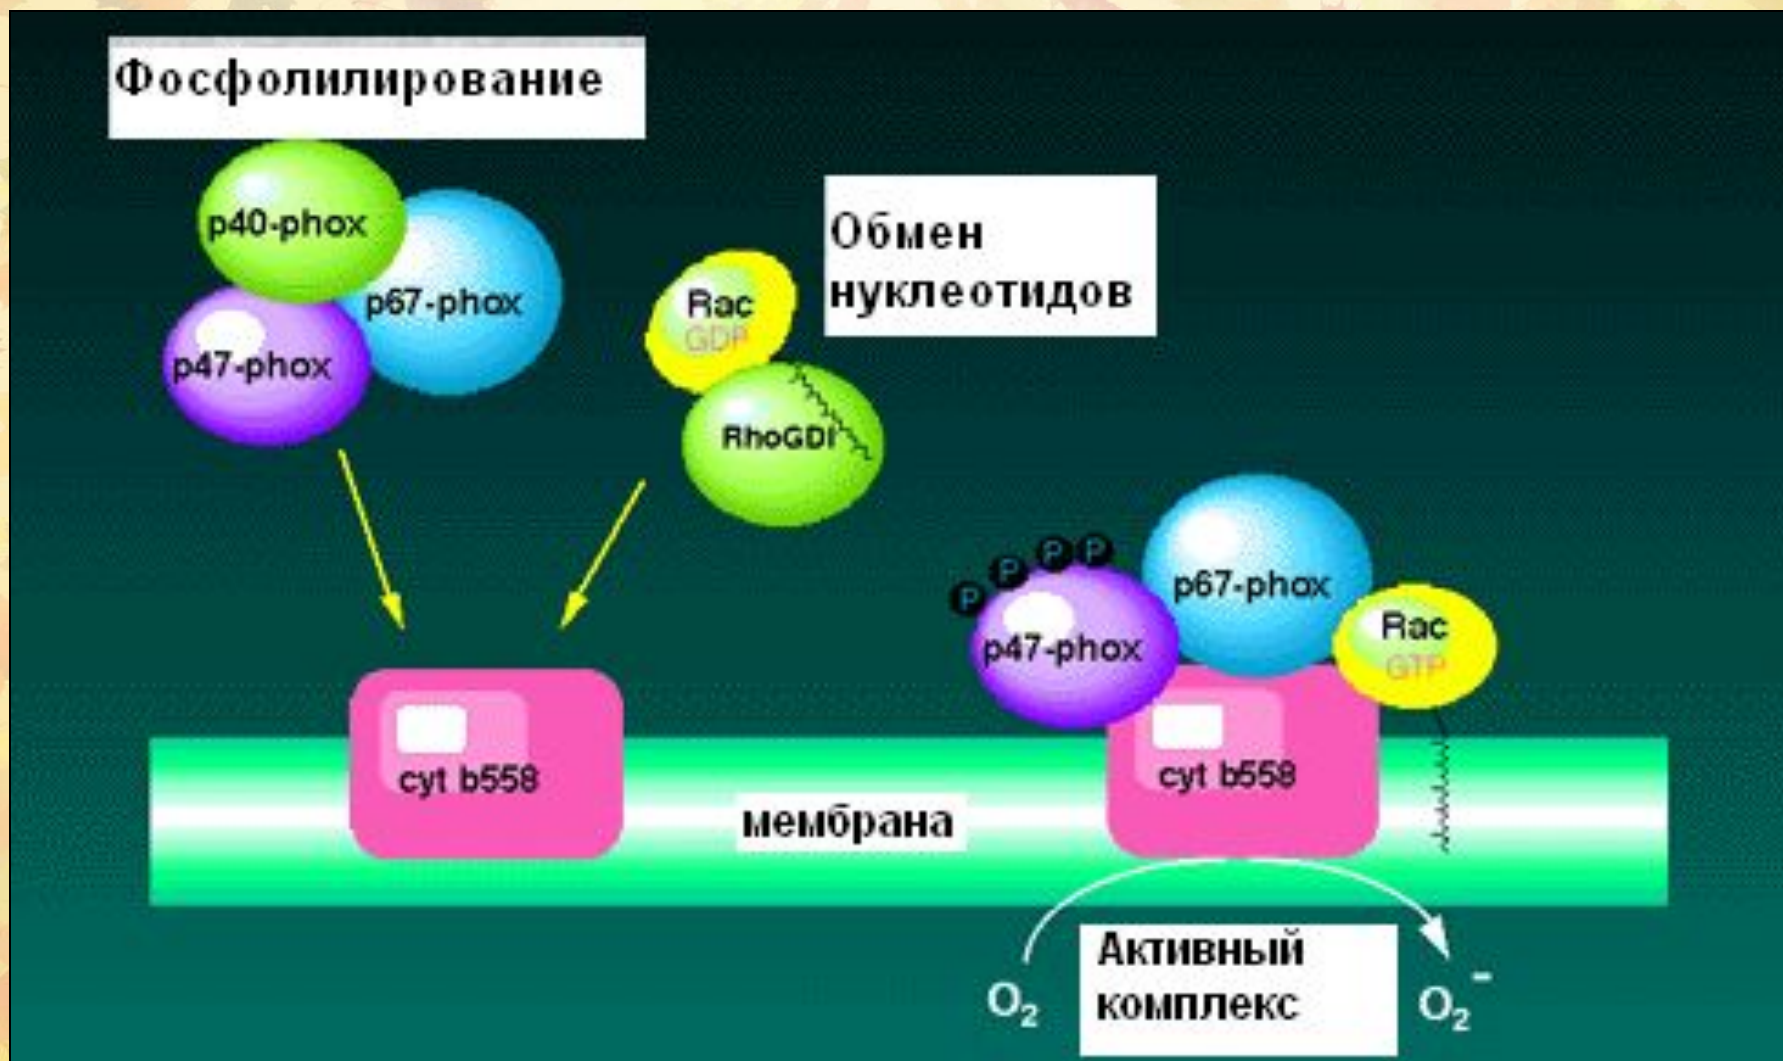 Фосфолилирование
p40-phox
p67-phox
p47-phox
Обмен
нуклеотидов
Rac
GDP
RhoGDI
P P P P
p47-phox
p67-phox
Rac
GTP
cyt b558
cyt b558
мембрана
Активный
комплекс
O₂
O₂⁻